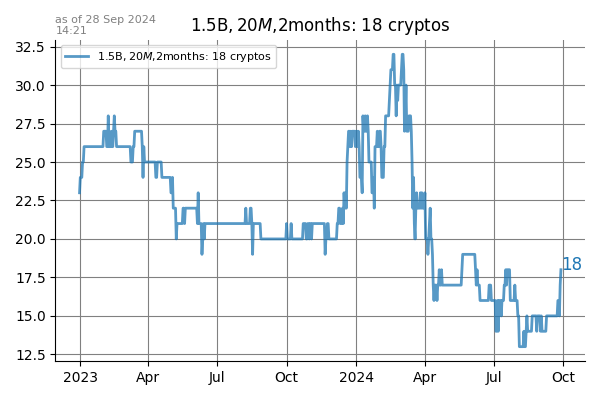 as of 28 Sep 2024
14:21
1.5B, 20M,2months: 18 cryptos
1.5B, 20M,2months: 18 cryptos
32.5
30.0
27.5
25.0
22.5
20.0
17.5
15.0
12.5
18
2023
Apr
Jul
Oct
2024
Apr
Jul
Oct